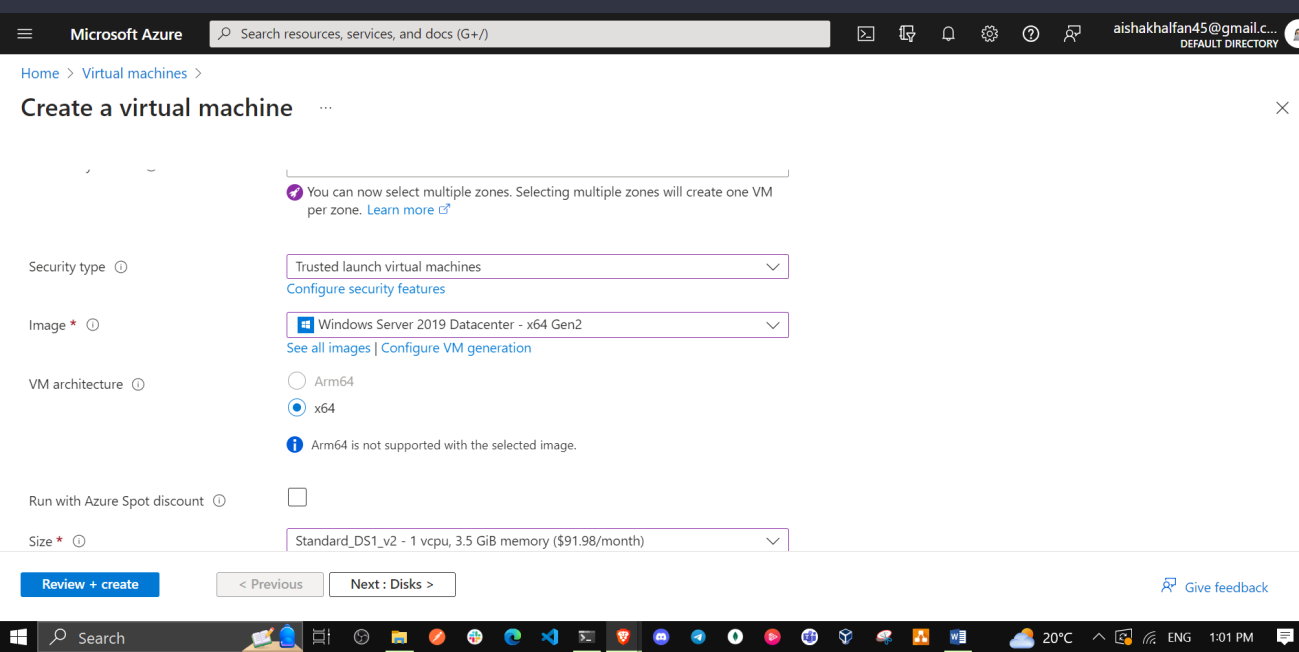 Microsoft Azure
Search resources, services, and docs (G+/)
aishakhalfan45@gmail.c...
DEFAULT DIRECTORY
Home > Virtual machines >
Create a virtual machine ...
You can now select multiple zones. Selecting multiple zones will create one VM
per zone. Learn more
Security type
Trusted launch virtual machines
Configure security features
Image *
Windows Server 2019 Datacenter - x64 Gen2
See all images | Configure VM generation
VM architecture
Arm64
x64
Arm64 is not supported with the selected image.
Run with Azure Spot discount
Size *
Standard_DS1_v2 - 1 vcpu, 3.5 GiB memory ($91.98/month)
Review + create
< Previous
Next : Disks >
Give feedback
Search
20°C
ENG
1:01 PM